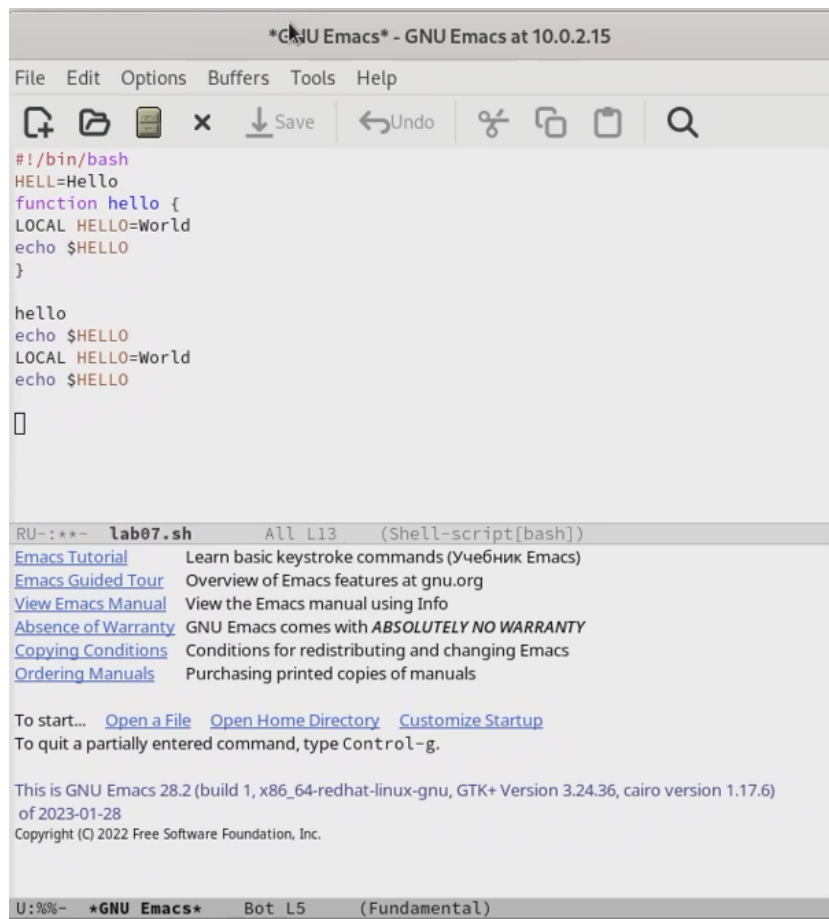 *GNU Emacs* - GNU Emacs at 10.0.2.15
File Edit Options Buffers Tools Help
Save Undo
#!/bin/bash
HELL=Hello
function hello {
LOCAL HELLO=World
echo $HELLO
}
hello
echo $HELLO
LOCAL HELLO=World
echo $HELLO
RU-:**- lab07.sh All L13 (Shell-script[bash])
Emacs Tutorial Learn basic keystroke commands (Учебник Emacs)
Emacs Guided Tour Overview of Emacs features at gnu.org
View Emacs Manual View the Emacs manual using Info
Absence of Warranty GNU Emacs comes with ABSOLUTELY NO WARRANTY
Copying Conditions Conditions for redistributing and changing Emacs
Ordering Manuals Purchasing printed copies of manuals
To start... Open a File Open Home Directory Customize Startup
To quit a partially entered command, type Control-g.
This is GNU Emacs 28.2 (build 1, x86_64-redhat-linux-gnu, GTK+ Version 3.24.36, cairo version 1.17.6)
of 2023-01-28
Copyright (C) 2022 Free Software Foundation, Inc.
U:%%- *GNU Emacs* Bot L5 (Fundamental)